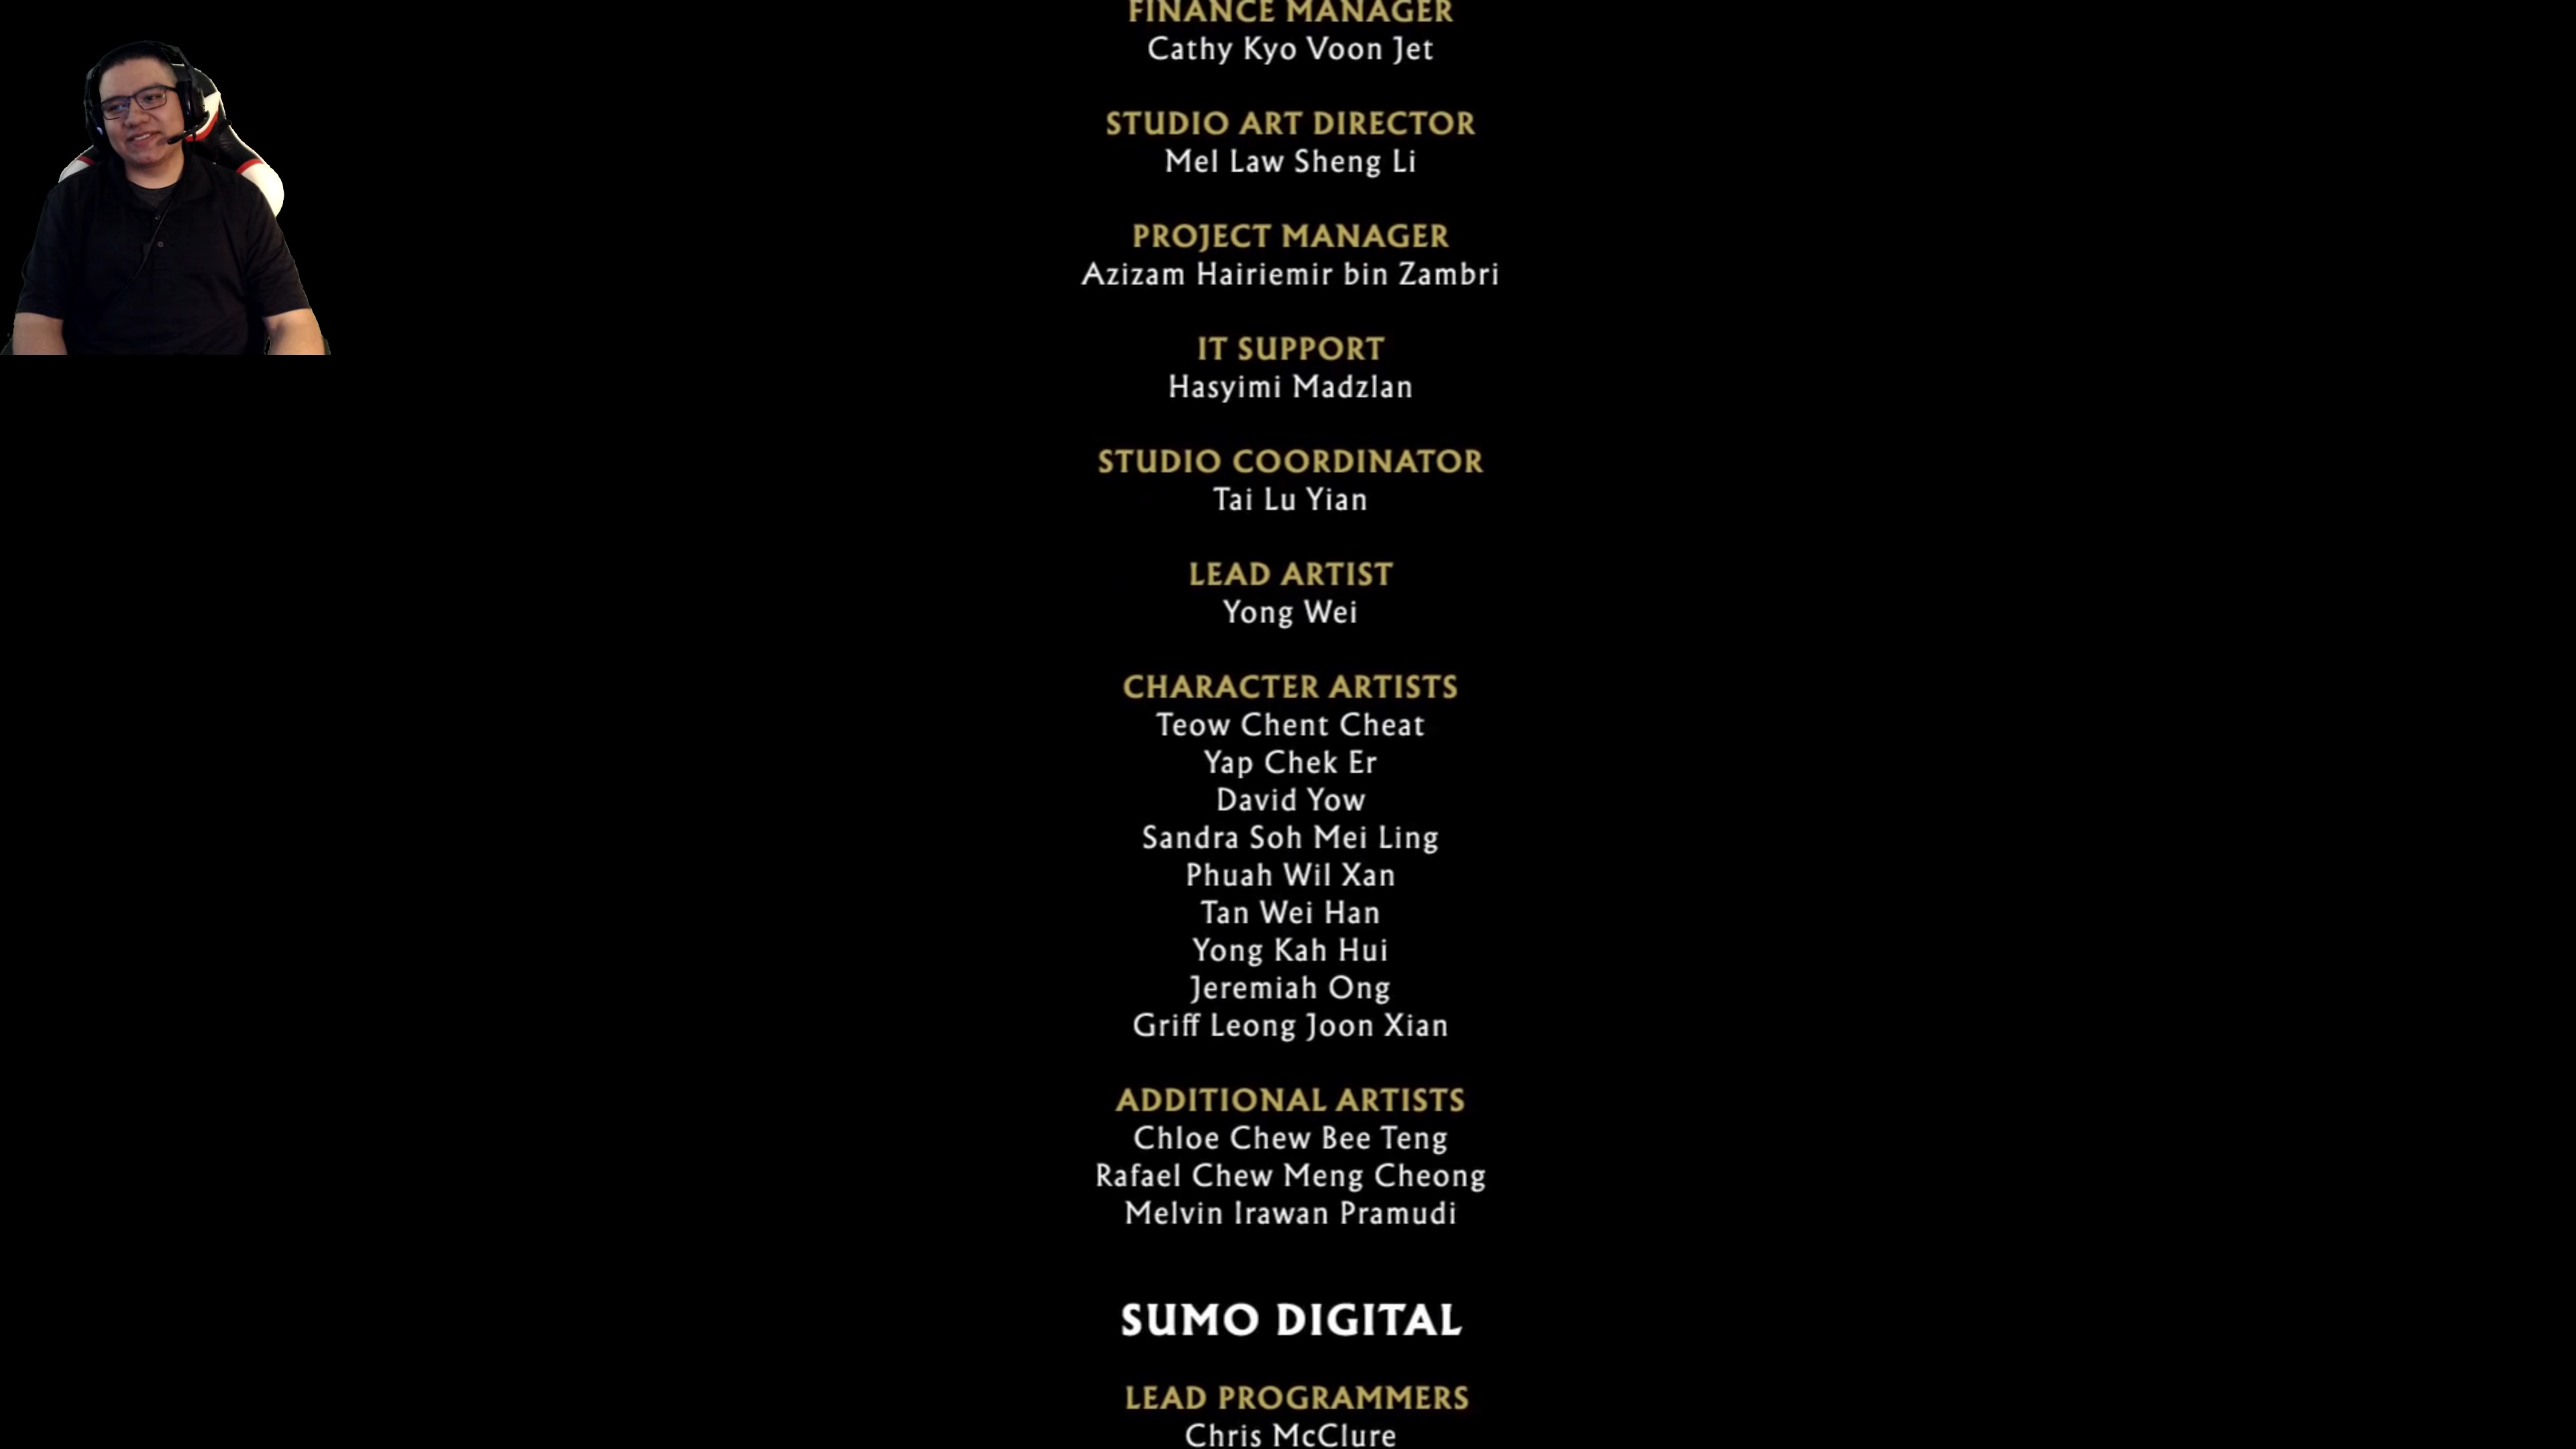 FINANCE MANAGER
Cathy Kyo Voon Jet
STUDIO ART DIRECTOR
Mel Law Sheng Li
PROJECT MANAGER
Azizam Hairiemir bin Zambri
IT SUPPORT
Hasyimi Madzlan
STUDIO COORDINATOR
Tai Lu Yian
LEAD ARTIST
Yong Wei
CHARACTER ARTISTS
Teow Chent Cheat
Yap Chek Er
David Yow
Sandra Soh Mei Ling
Phuah Wil Xan
Tan Wei Han
Yong Kah Hui
Jeremiah Ong
Griff Leong Joon Xian
ADDITIONAL ARTISTS
Chloe Chew Bee Teng
Rafael Chew Meng Cheong
Melvin Irawan Pramudi
SUMO DIGITAL
LEAD PROGRAMMERS
Chris McClure